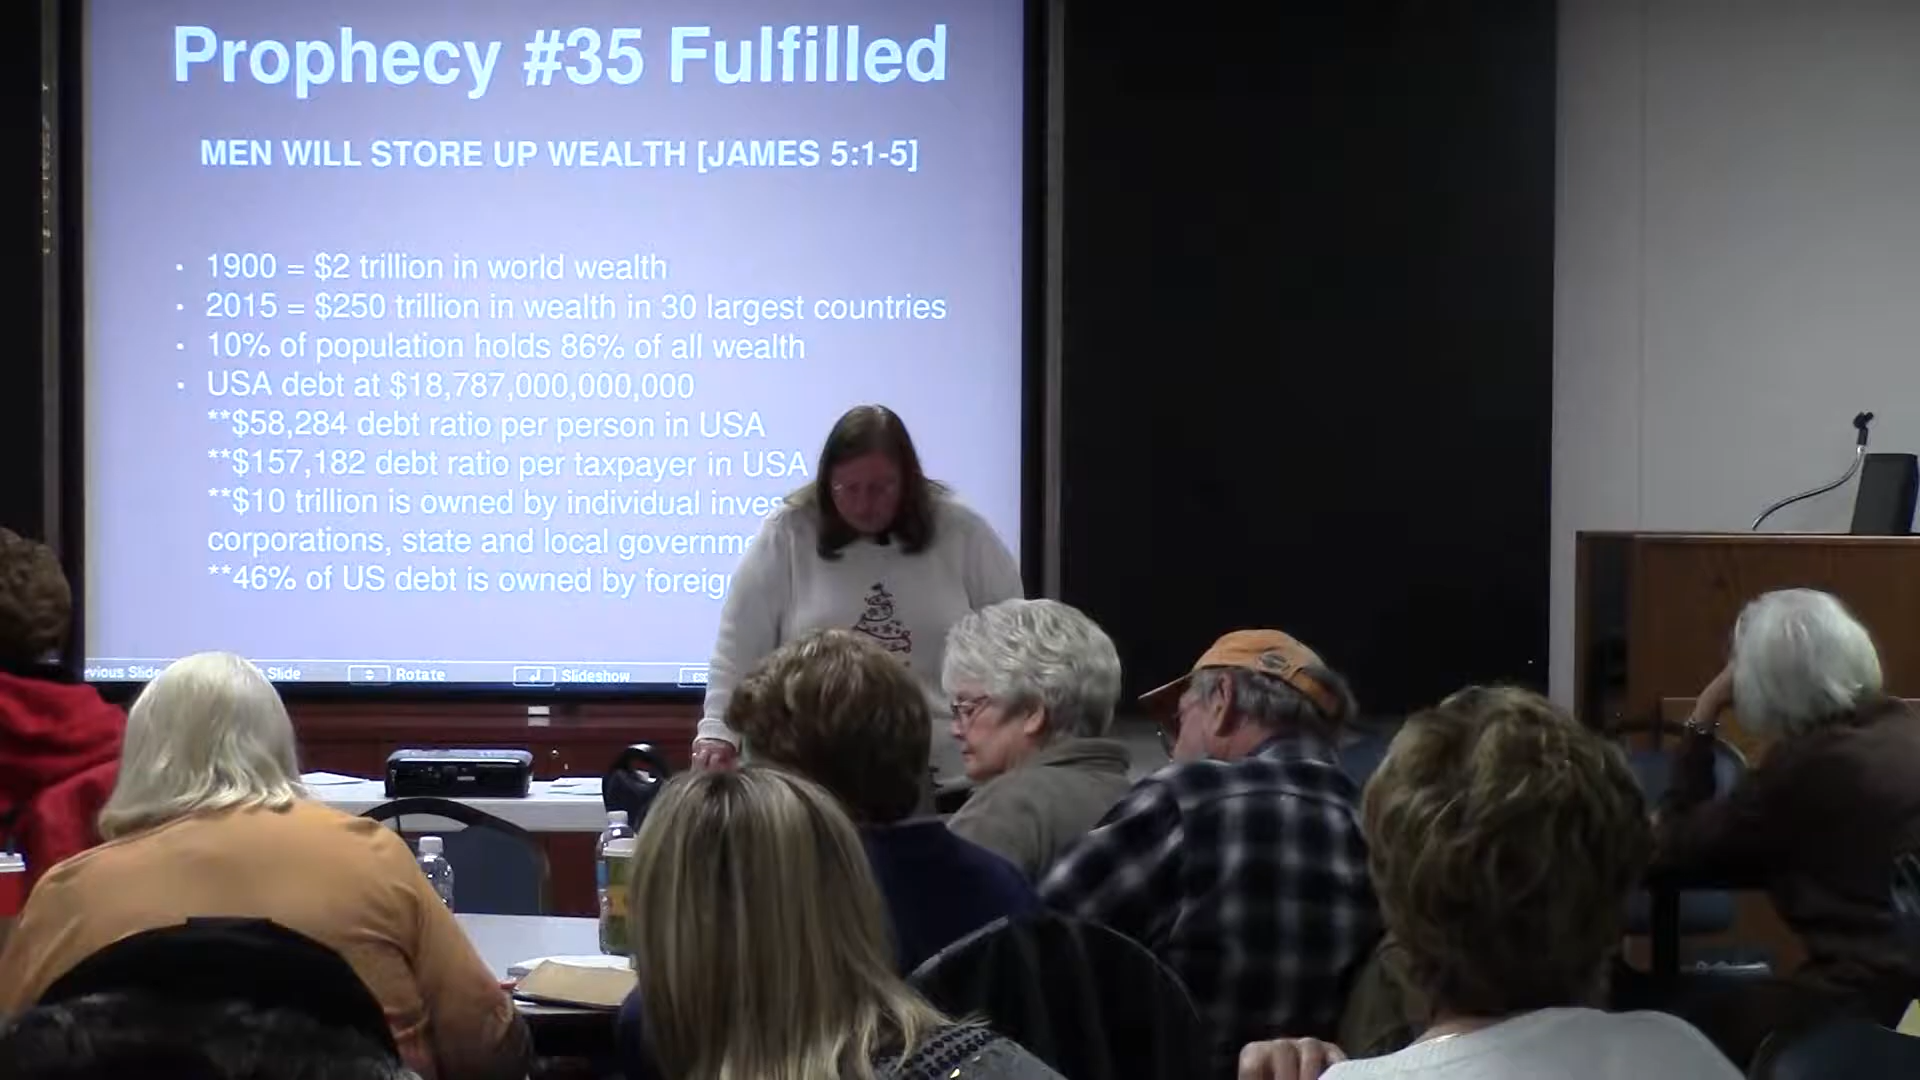 Prophecy #35 Fulfilled
MEN WILL STORE UP WEALTH [JAMES 5:1-5]
• 1900 = $2 trillion in world wealth
• 2015 = $250 trillion in wealth in 30 largest countries
• 10% of population holds 86% of all wealth
• USA debt at $18,787,000,000,000
**$58,284 debt ratio per person in USA
**$157,182 debt ratio per taxpayer in USA
**$10 trillion is owned by individual
corporations, state and local
**46% of US debt is owned by
Slide Slide Rotate Slideshow